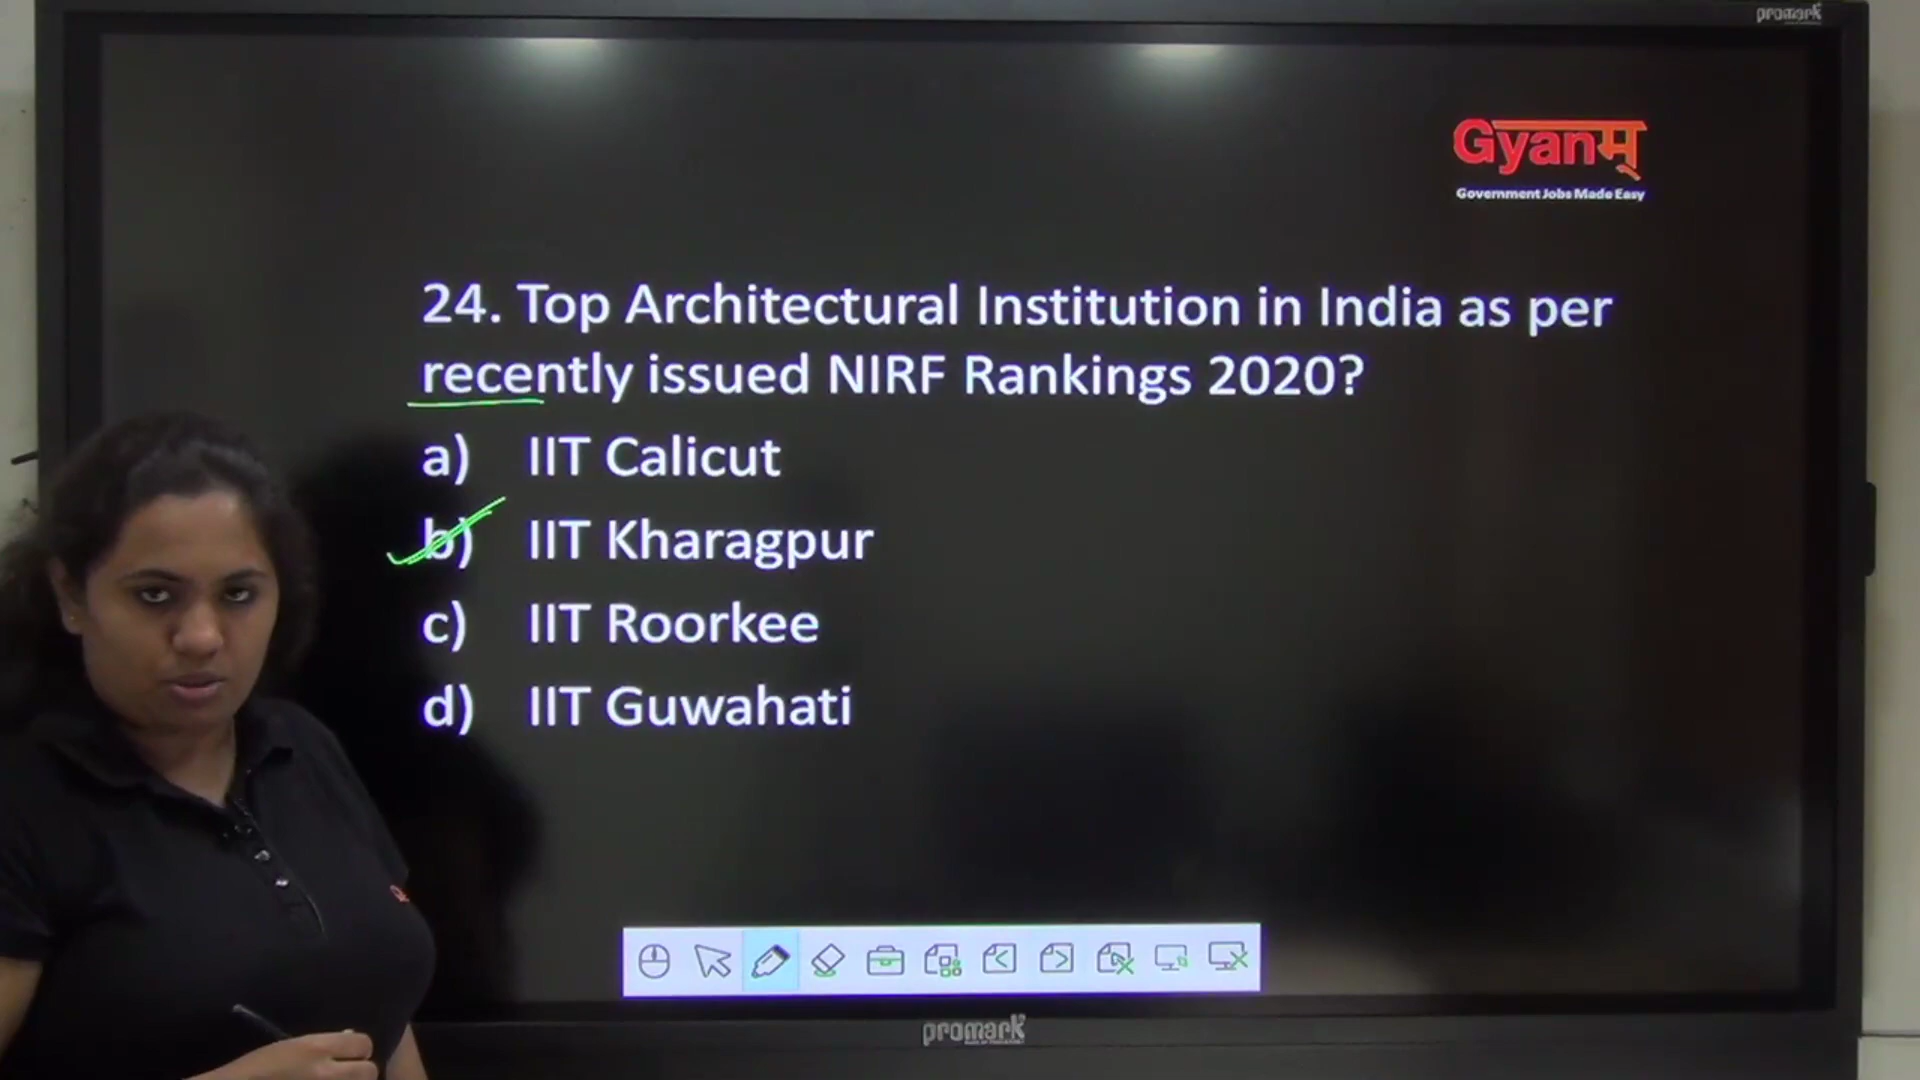 promark
Gyanम्
Government Jobs Made Easy
24. Top Architectural Institution in India as per
recently issued NIRF Rankings 2020?
a) IIT Calicut
b) IIT Kharagpur
c) IIT Roorkee
d) IIT Guwahati
promark